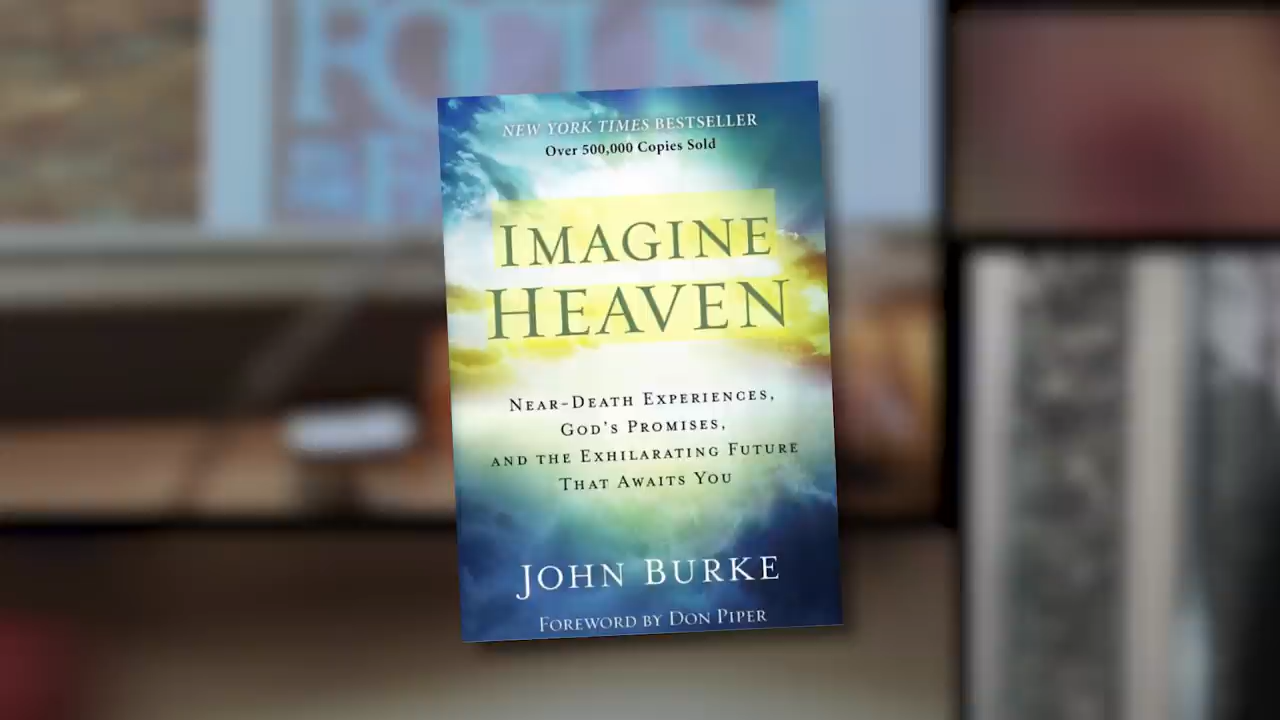 NEW YORK TIMES BESTSELLER
Over 500,000 Copies Sold
IMAGINE
HEAVEN
NEAR-DEATH EXPERIENCES,
GOD'S PROMISES,
AND THE EXHILARATING FUTURE
THAT AWAITS YOU
JOHN BURKE
FOREWORD BY DON PIPER